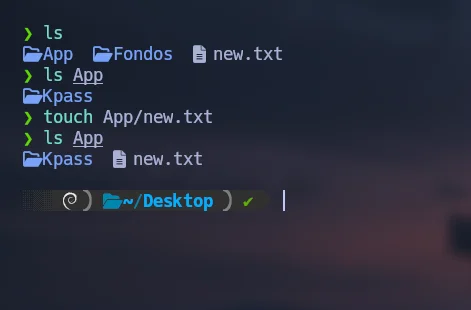 ❯ ls
App Fondos new.txt
❯ ls App
Kpass
❯ touch App/new.txt
❯ ls App
Kpass new.txt
) ~/Desktop ) ✔